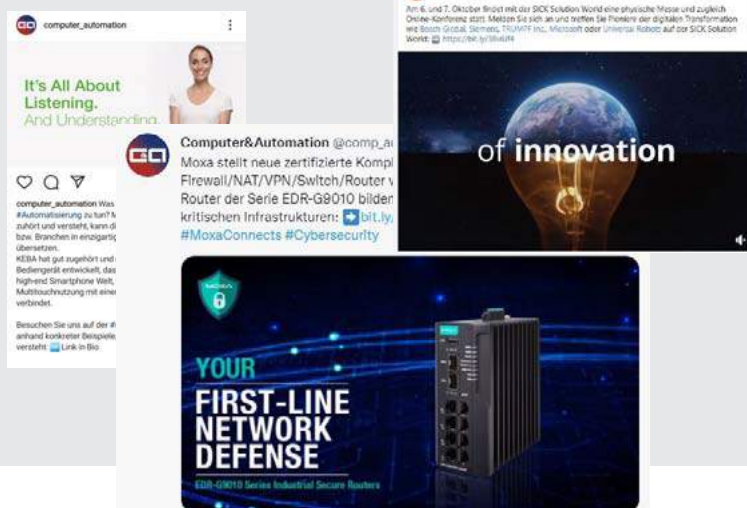 computer_automation
It's All About
Listening.
And Understanding.
computer_automation Was
#Automatisierung zu tun? M
zuhört und versteht, kann di
bzw. Branchen in einzigartig
übersetzen.
KEBA hat gut zugehört und
Bediengerät entwickelt, das
high-end Smartphone Welt,
Multitouchnutzung mit einer
verbindet.
Besuchen Sie uns auf der
anhand konkreter Beispiele,
versteht Link in Bio
Am 6. und 7. Oktober findet mit der SICK Solution World eine physische Messe und zugleich
Online-Konferenz statt. Melden Sie sich an und treffen Sie Pioniere der digitalen Transformation
wie Bosch Global, Siemens, TRUMPF Inc., Microsoft oder Universal Robots auf der SICK Solution
World:
of innovation
Computer&Automation @comp_au
Moxa stellt neue zertifizierte Kompl
Firewall/NAT/VPN/Switch/Router v
Router der Serie EDR-G9010 bilden
kritischen Infrastrukturen: bit.ly/
#MoxaConnects #Cybersecurity
MOXA
YOUR
FIRST-LINE
NETWORK
DEFENSE
EDR-G9010 Series Industrial Secure Routers